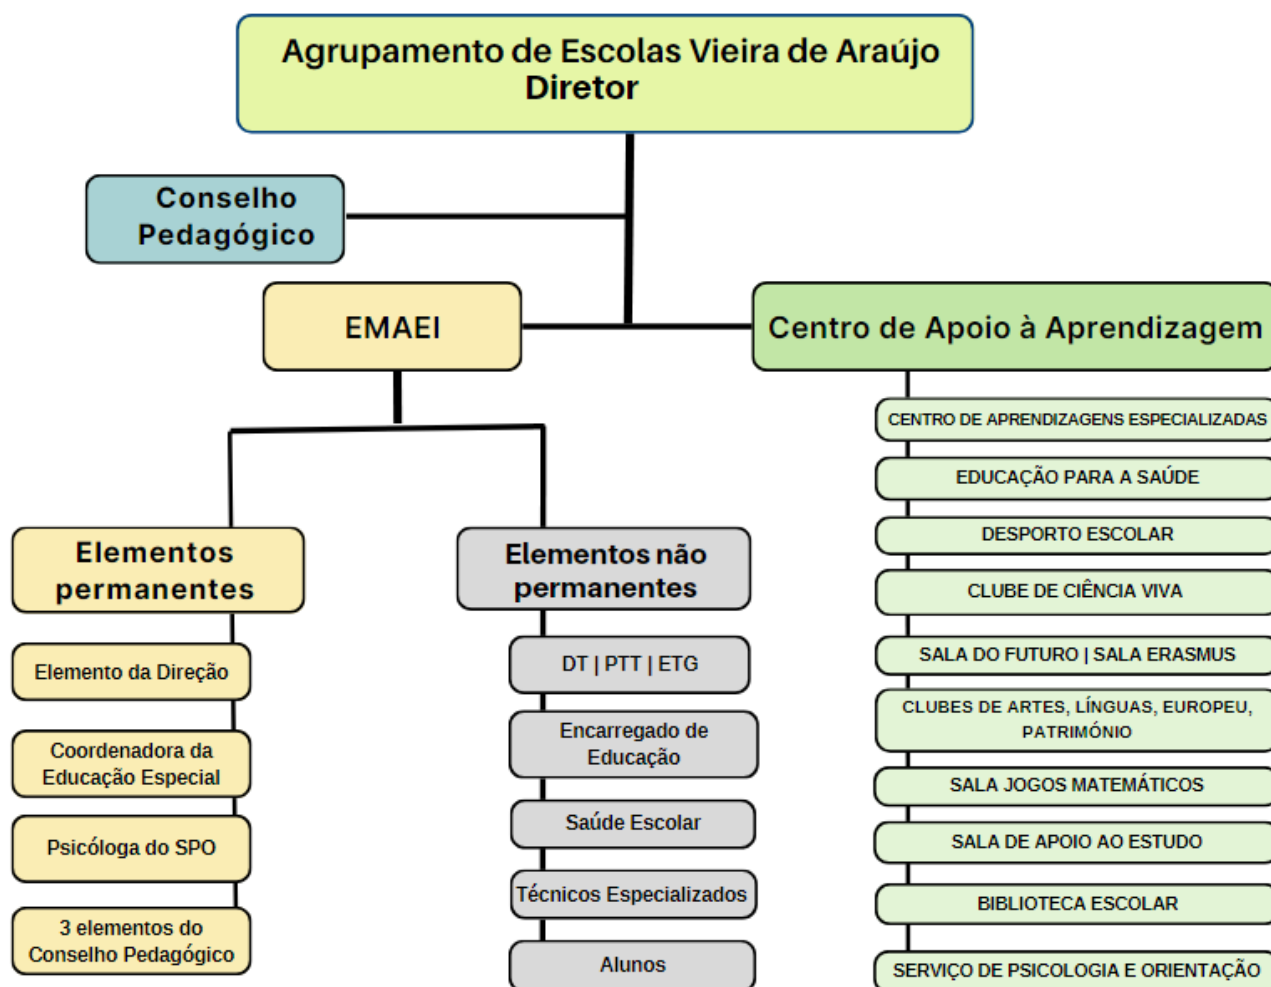 Agrupamento de Escolas Vieira de Araújo
Diretor
Conselho
Pedagógico
EMAEI
Centro de Apoio à Aprendizagem
Elementos
permanentes
Elemento da Direção
Coordenadora da
Educação Especial
Psicóloga do SPO
3 elementos do
Conselho Pedagógico
Elementos não
permanentes
DT | PTT | ETG
Encarregado de
Educação
Saúde Escolar
Técnicos Especializados
Alunos
CENTRO DE APRENDIZAGENS ESPECIALIZADAS
EDUCAÇÃO PARA A SAÚDE
DESPORTO ESCOLAR
CLUBE DE CIÊNCIA VIVA
SALA DO FUTURO | SALA ERASMUS
CLUBES DE ARTES, LÍNGUAS, EUROPEU,
PATRIMÓNIO
SALA JOGOS MATEMÁTICOS
SALA DE APOIO AO ESTUDO
BIBLIOTECA ESCOLAR
SERVIÇO DE PSICOLOGIA E ORIENTAÇÃO